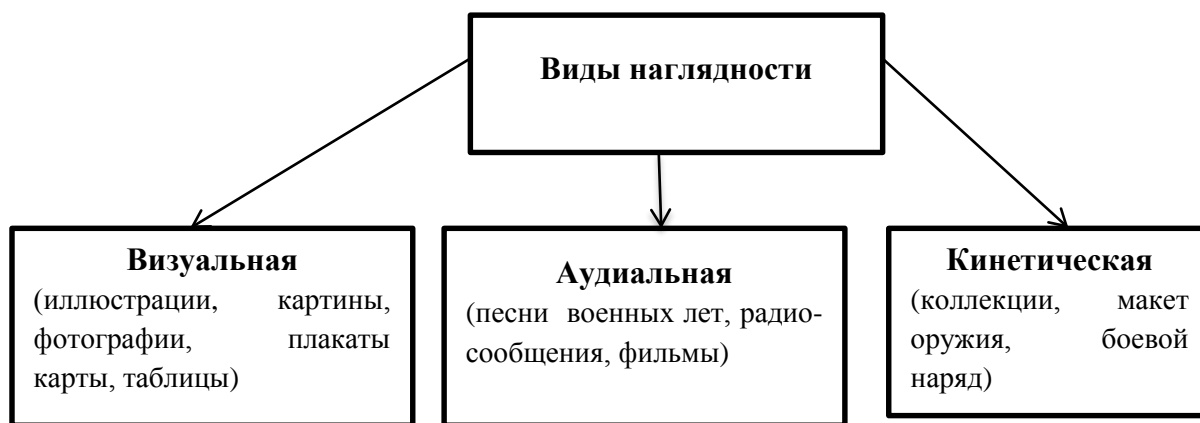 Виды наглядности
Визуальная
(иллюстрации, картины,
фотографии, плакаты
карты, таблицы)
Аудиальная
(песни военных лет, радио-
сообщения, фильмы)
Кинетическая
(коллекции, макет
оружия, боевой
наряд)